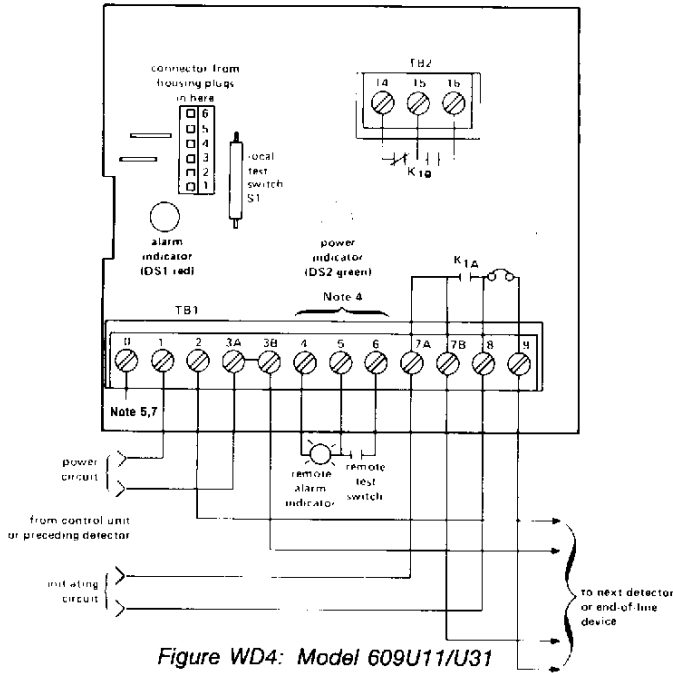 connector from
housing plugs
in here
6
5
4
3
2
1
local
test
switch
S1
TB2
14 15 16
K1B
alarm
indicator
(DS1 red)
power
indicator
(DS2 green)
K1A
Note 4
TB1
0 1 2 3A 3B 4 5 6 7A 7B 8 9
Note 5,7
power
circuit
remote
alarm
indicator
remote
test
switch
from control unit
or preceding detector
initiating
circuit
to next detector
or end-of-line
device
Figure WD4: Model 609U11/U31